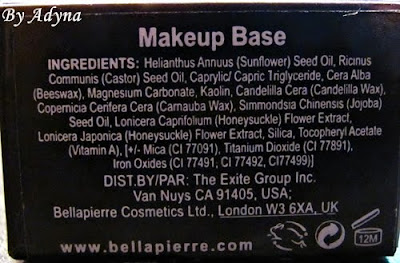 By Adyna
Makeup Base
INGREDIENTS: Helianthus Annuus (Sunflower) Seed Oil, Ricinus
Communis (Castor) Seed Oil, Caprylic/ Capric Triglyceride, Cera Alba
(Beeswax), Magnesium Carbonate, Kaolin, Candelilla Cera (Candelilla Wax),
Copernicia Cerifera Cera (Carnauba Wax), Simmondsia Chinensis (Jojoba)
Seed Oil, Lonicera Caprifolium (Honeysuckle) Flower Extract,
Lonicera Japonica (Honeysuckle) Flower Extract, Silica, Tocopheryl Acetate
(Vitamin A), [+/- Mica (CI 77091), Titanium Dioxide (CI 77891),
Iron Oxides (CI 77491, CI 77492, CI77499)]
DIST.BY/PAR: The Exite Group Inc.
Van Nuys CA 91405, USA;
Bellapierre Cosmetics Ltd., London W3 6XA, UK
www.bellapierre.com
12M